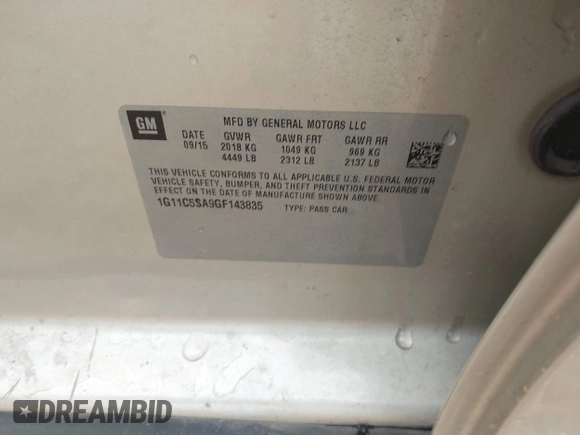 GM
MFD BY GENERAL MOTORS LLC
DATE GVWR GAWR FRT GAWR RR
09/15 2018 KG 1049 KG 969 KG
4449 LB 2312 LB 2137 LB
THIS VEHICLE CONFORMS TO ALL APPLICABLE U.S. FEDERAL MOTOR
VEHICLE SAFETY, BUMPER, AND THEFT PREVENTION STANDARDS IN
EFFECT ON THE DATE OF MANUFACTURE SHOWN ABOVE.
1G11C5SA9GF143835 TYPE: PASS CAR
DREAMBID